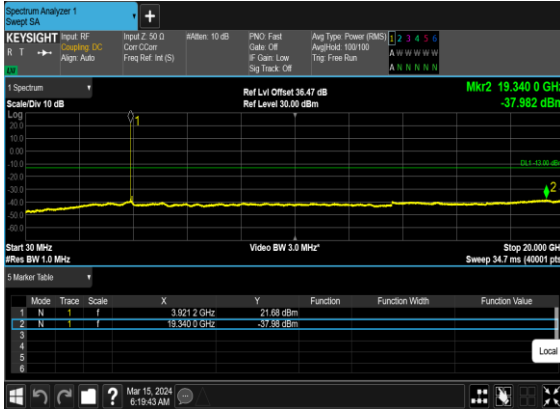 Spectrum Analyzer 1
Swept SA
+
KEYSIGHT Input: RF Input Z: 50 Ω #Atten: 10 dB PNO: Fast Avg Type: Power (RMS) 1 2 3 4 5 6
R T Coupling: DC Corr CCorr Gate: Off Avg|Hold: 100/100 A W W W W W
Align: Auto Freq Ref: Int (S) IF Gain: Low Trig: Free Run
Sig Track: Off A N N N N N
1 Spectrum
Ref Lvl Offset 36.47 dB Mkr2 19.340 0 GHz
Scale/Div 10 dB Ref Level 30.00 dBm -37.982 dBm
Log
20.0
10.0
0.00
-10.0
DL1 -13.00 dBm
-20.0
-30.0
-40.0
-50.0
-60.0
1
2
Start 30 MHz Video BW 3.0 MHz* Stop 20.000 GH
#Res BW 1.0 MHz Sweep 34.7 ms (40001 pts
5 Marker Table
Mode Trace Scale X Y Function Function Width Function Value
1 N 1 f 3.921 2 GHz 21.68 dBm
2 N 1 f 19.340 0 GHz -37.98 dBm
3
4
5
6
Local
?
Mar 15, 2024
6:19:43 AM